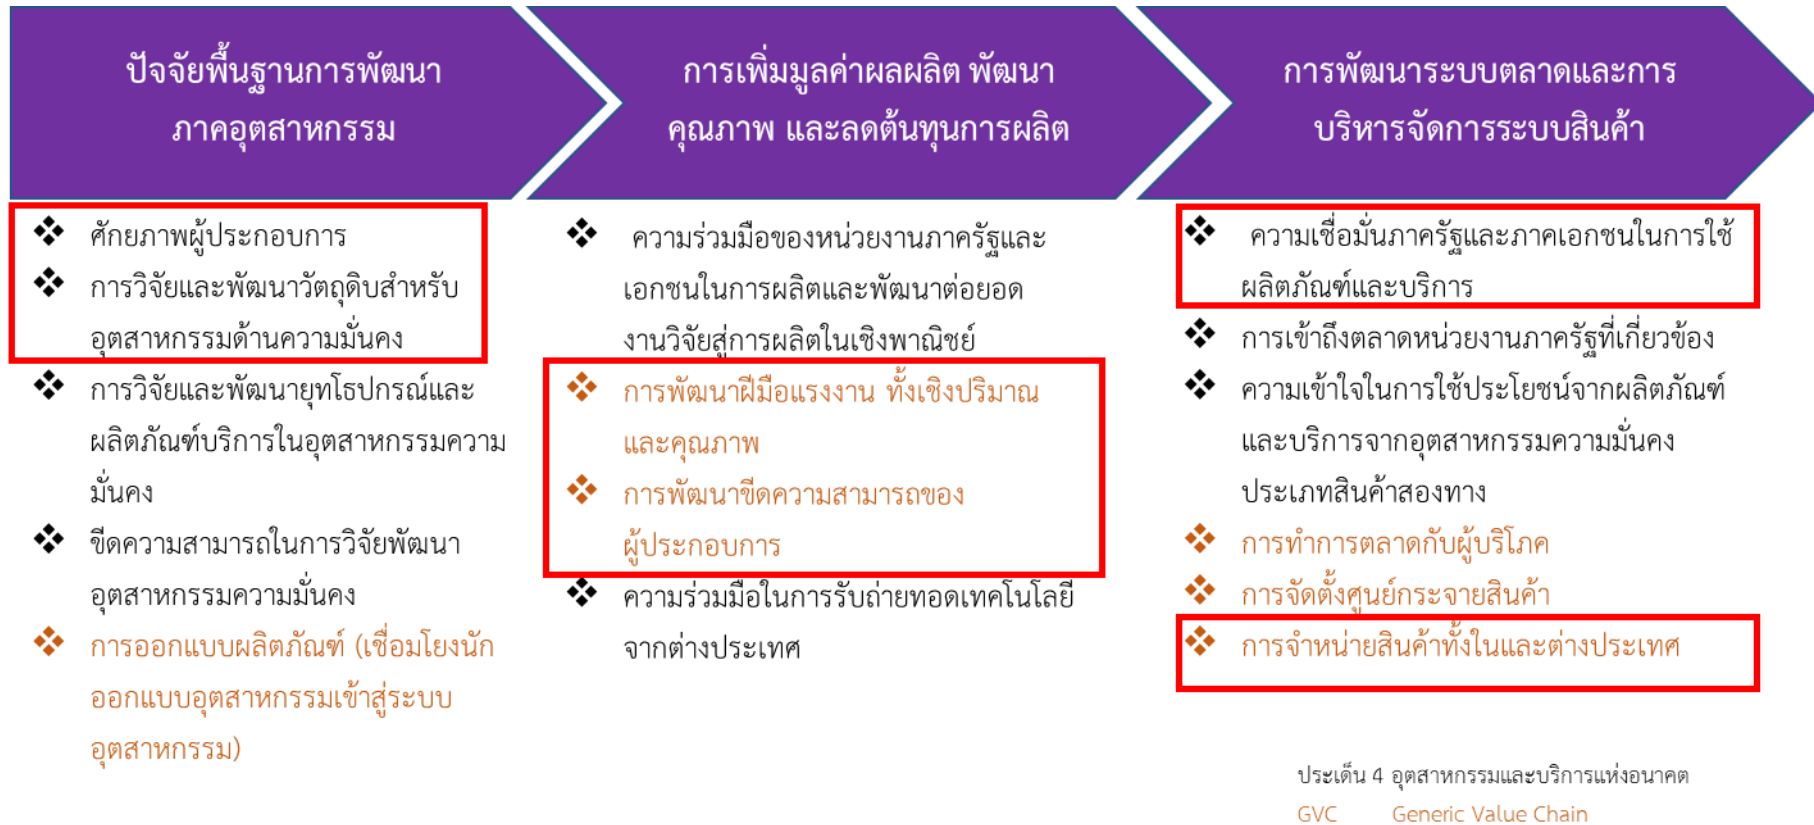 ปัจจัยพื้นฐานการพัฒนา
ภาคอุตสาหกรรม
การเพิ่มมูลค่าผลผลิต พัฒนา
คุณภาพ และลดต้นทุนการผลิต
การพัฒนาระบบตลาดและการ
บริหารจัดการระบบสินค้า
❖ ศักยภาพผู้ประกอบการ
❖ การวิจัยและพัฒนาวัตถุดิบสำหรับ
อุตสาหกรรมด้านความมั่นคง
❖ การวิจัยและพัฒนายุทโธปกรณ์และ
ผลิตภัณฑ์บริการในอุตสาหกรรมความ
มั่นคง
❖ ขีดความสามารถในการวิจัยพัฒนา
อุตสาหกรรมความมั่นคง
❖ การออกแบบผลิตภัณฑ์ (เชื่อมโยงนัก
ออกแบบอุตสาหกรรมเข้าสู่ระบบ
อุตสาหกรรม)
❖ ความร่วมมือของหน่วยงานภาครัฐและ
เอกชนในการผลิตและพัฒนาต่อยอด
งานวิจัยสู่การผลิตในเชิงพาณิชย์
❖ การพัฒนาฝีมือแรงงาน ทั้งเชิงปริมาณ
และคุณภาพ
❖ การพัฒนาขีดความสามารถของ
ผู้ประกอบการ
❖ ความร่วมมือในการรับถ่ายทอดเทคโนโลยี
จากต่างประเทศ
❖ ความเชื่อมั่นภาครัฐและภาคเอกชนในการใช้
ผลิตภัณฑ์และบริการ
❖ การเข้าถึงตลาดหน่วยงานภาครัฐที่เกี่ยวข้อง
❖ ความเข้าใจในการใช้ประโยชน์จากผลิตภัณฑ์
และบริการจากอุตสาหกรรมความมั่นคง
ประเภทสินค้าสองทาง
❖ การทำการตลาดกับผู้บริโภค
❖ การจัดตั้งศูนย์กระจายสินค้า
❖ การจำหน่ายสินค้าทั้งในและต่างประเทศ
ประเด็น 4 อุตสาหกรรมและบริการแห่งอนาคต
GVC Generic Value Chain